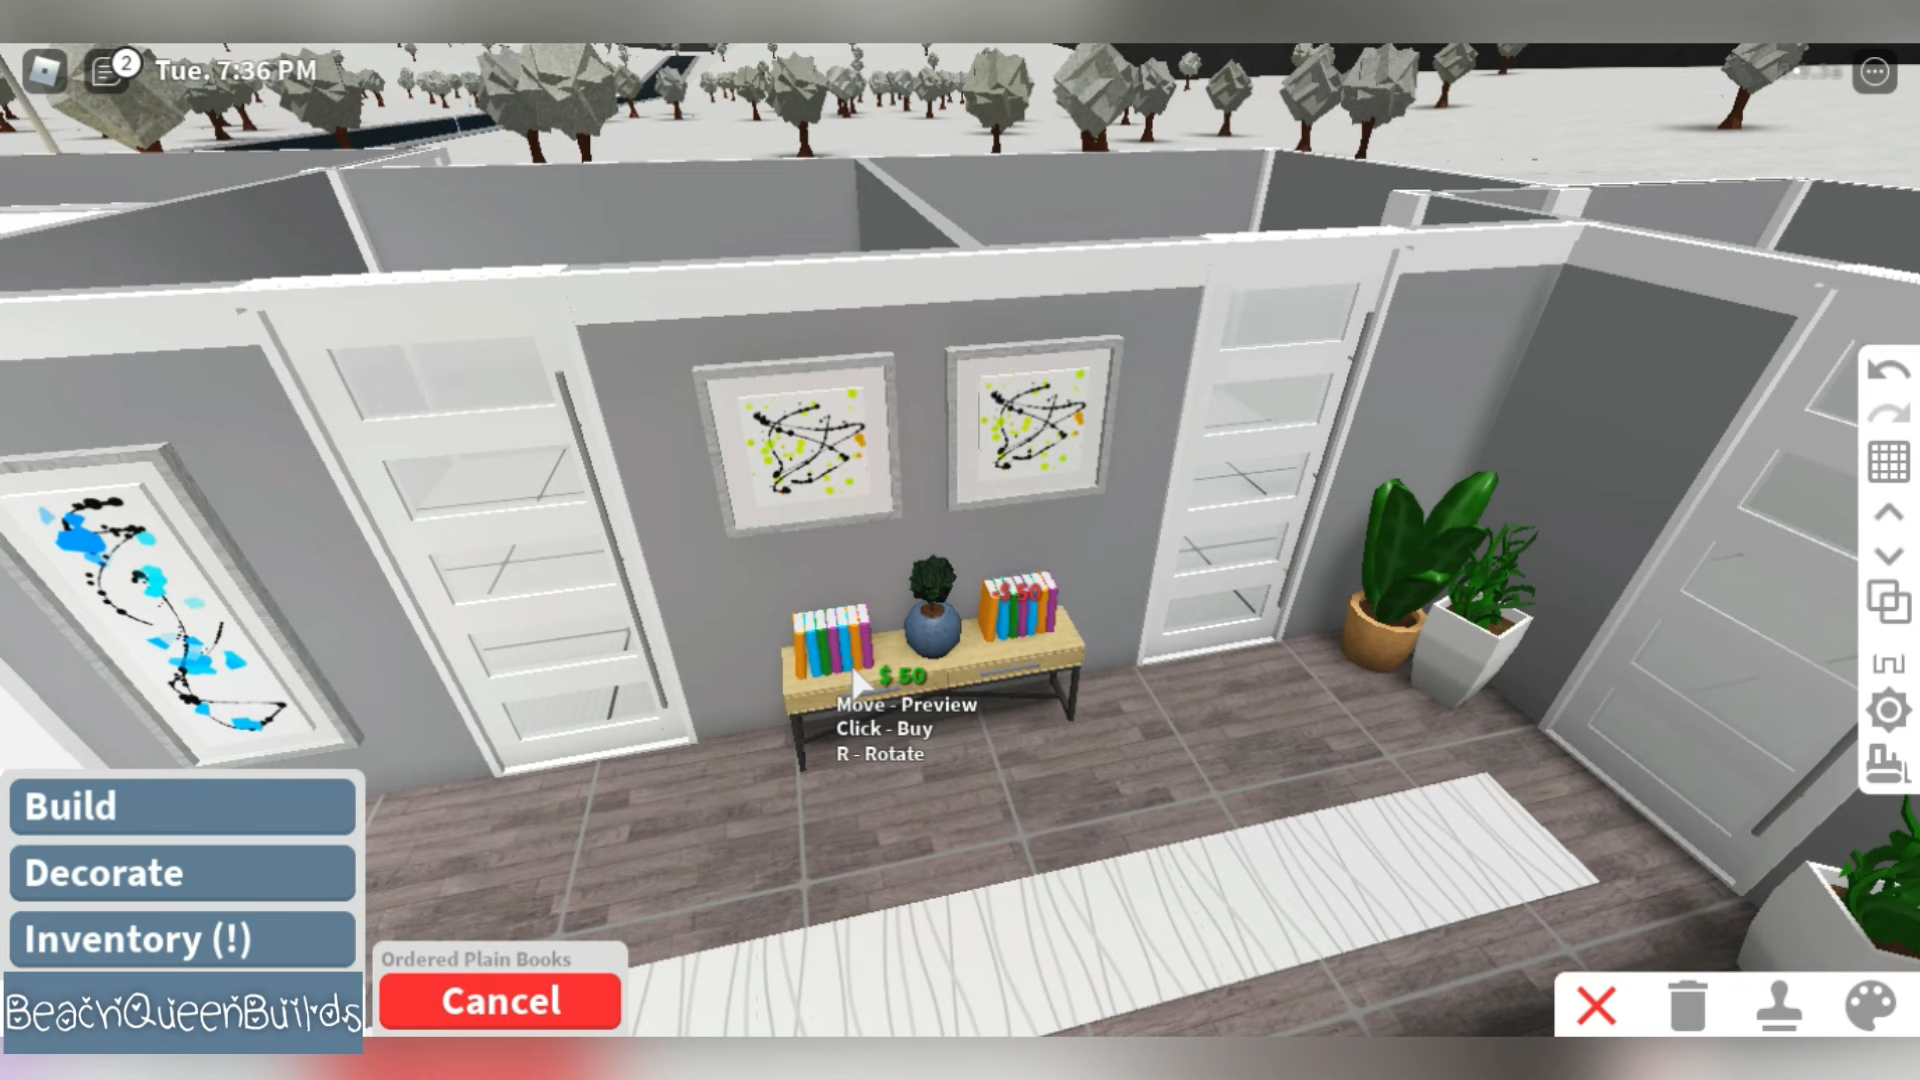 2
Tue. 7:36 PM
-$ 50
$ 50
Move - Preview
Click - Buy
R - Rotate
Build
Decorate
Inventory (!)
BeachQueenBuilds
Ordered Plain Books
Cancel